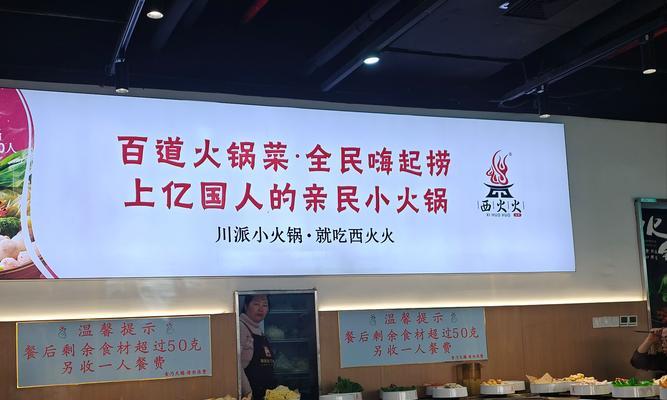 百道火锅菜·全民嗨起捞
上亿国人的亲民小火锅
川派小火锅·就吃西火火
西火火
XI HUO HUO
人
温馨提示
餐后剩余食材超过50克
另收一人餐费
温馨提示
餐后剩余食材超过50克
另收一人餐费